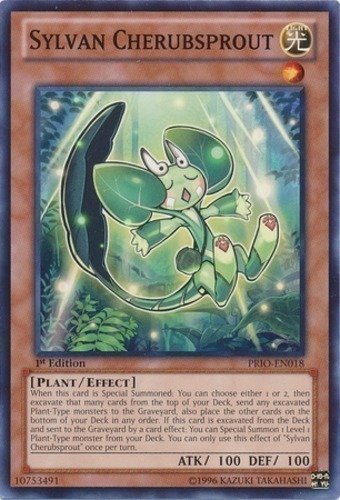 SYLVAN CHERUBSPROUT
光
1st Edition
PRIO-EN018
[PLANT/EFFECT]
When this card is Special Summoned: You can choose either 1 or 2, then
excavate that many cards from the top of your Deck, send any excavated
Plant-Type monsters to the Graveyard, also place the other cards on the
bottom of your Deck in any order. If this card is excavated from the Deck
and sent to the Graveyard by a card effect: You can Special Summon 1 Level 1
Plant-Type monster from your Deck. You can only use this effect of "Sylvan
Cherubsprout" once per turn.
ATK/ 100 DEF/ 400
10753491
©1996 KAZUKI TAKAHASHI